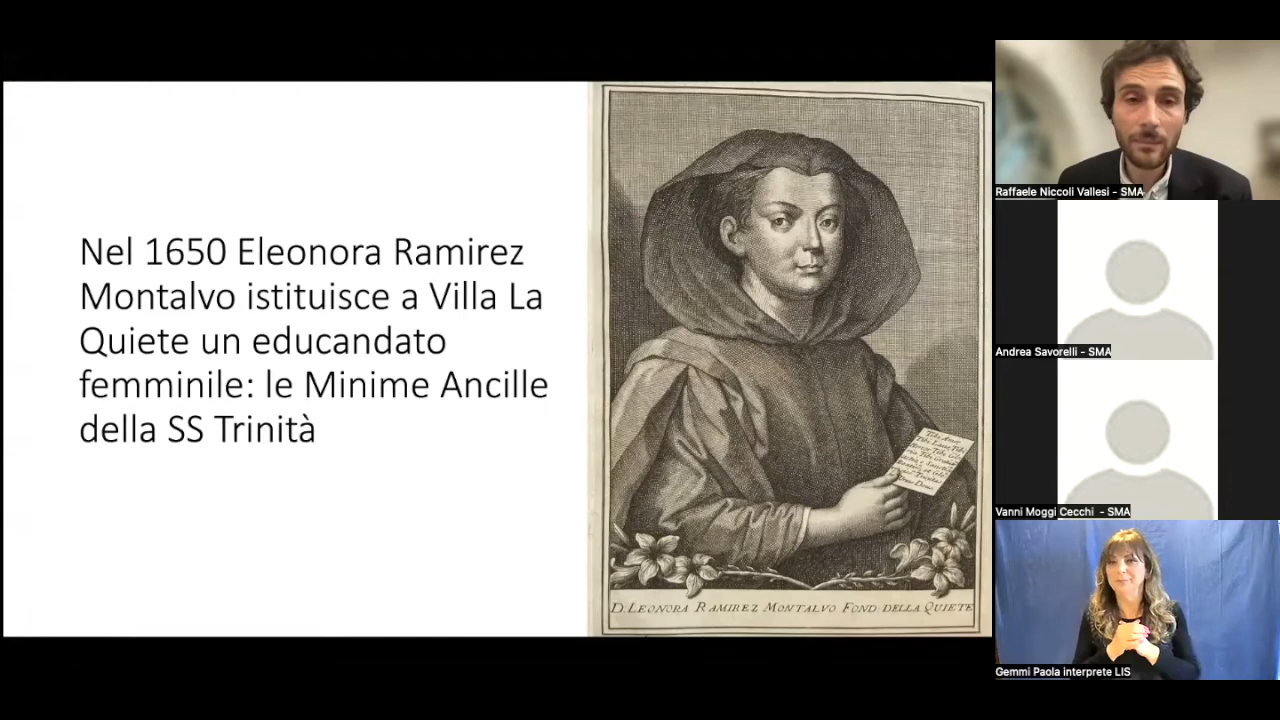 Nel 1650 Eleonora Ramirez
Montalvo istituisce a Villa La
Quiete un educandato
femminile: le Minime Ancille
della SS Trinità
D. LEONORA RAMIREZ MONTALVO FOND: DELLA QUIETE
Raffaele Niccoli Vallesi - SMA
Andrea Savorelli - SMA
Vanni Moggi Cecchi - SMA
Gemmi Paola interprete LIS